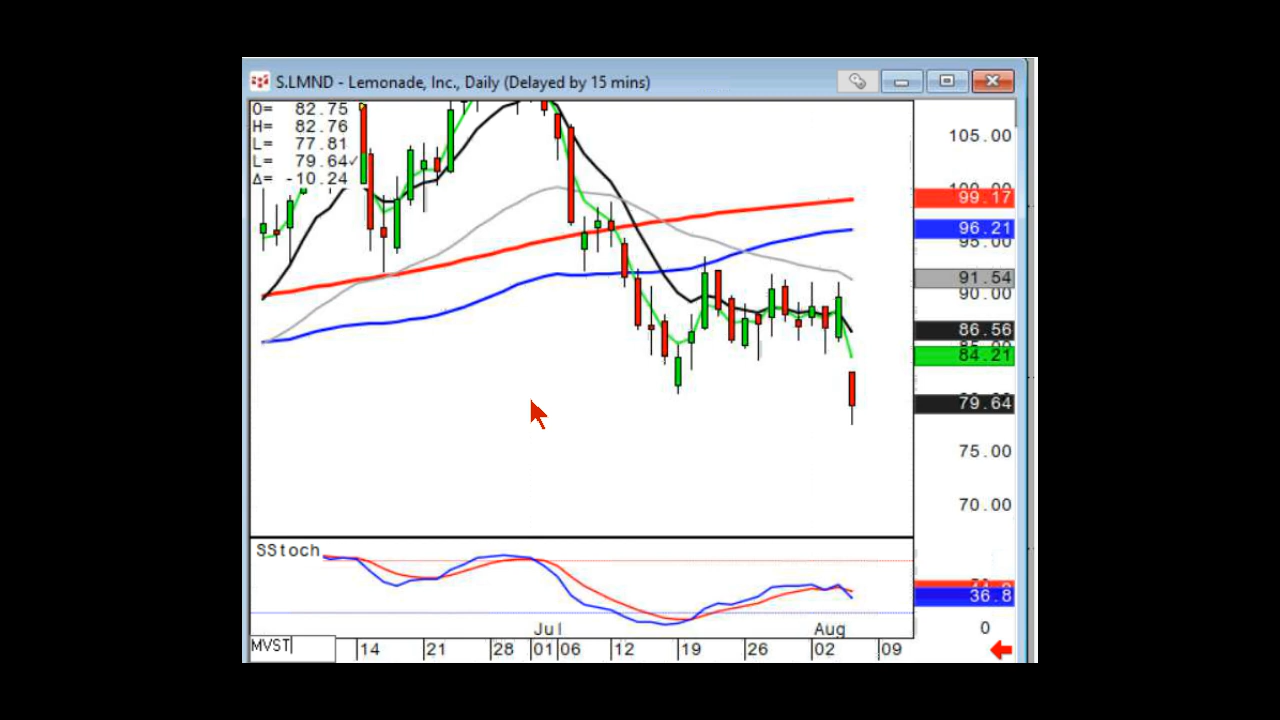 S.LMND - Lemonade, Inc., Daily (Delayed by 15 mins)
O= 82.75
H= 82.76
L= 77.81
L= 79.64✓
Δ= -10.24
105.00
99.17
96.21
95.00
91.54
90.00
86.56
84.21
79.64
75.00
70.00
SStoch
36.8
0
Jul
Aug
MVST
14
21
28
01
06
12
19
26
02
09